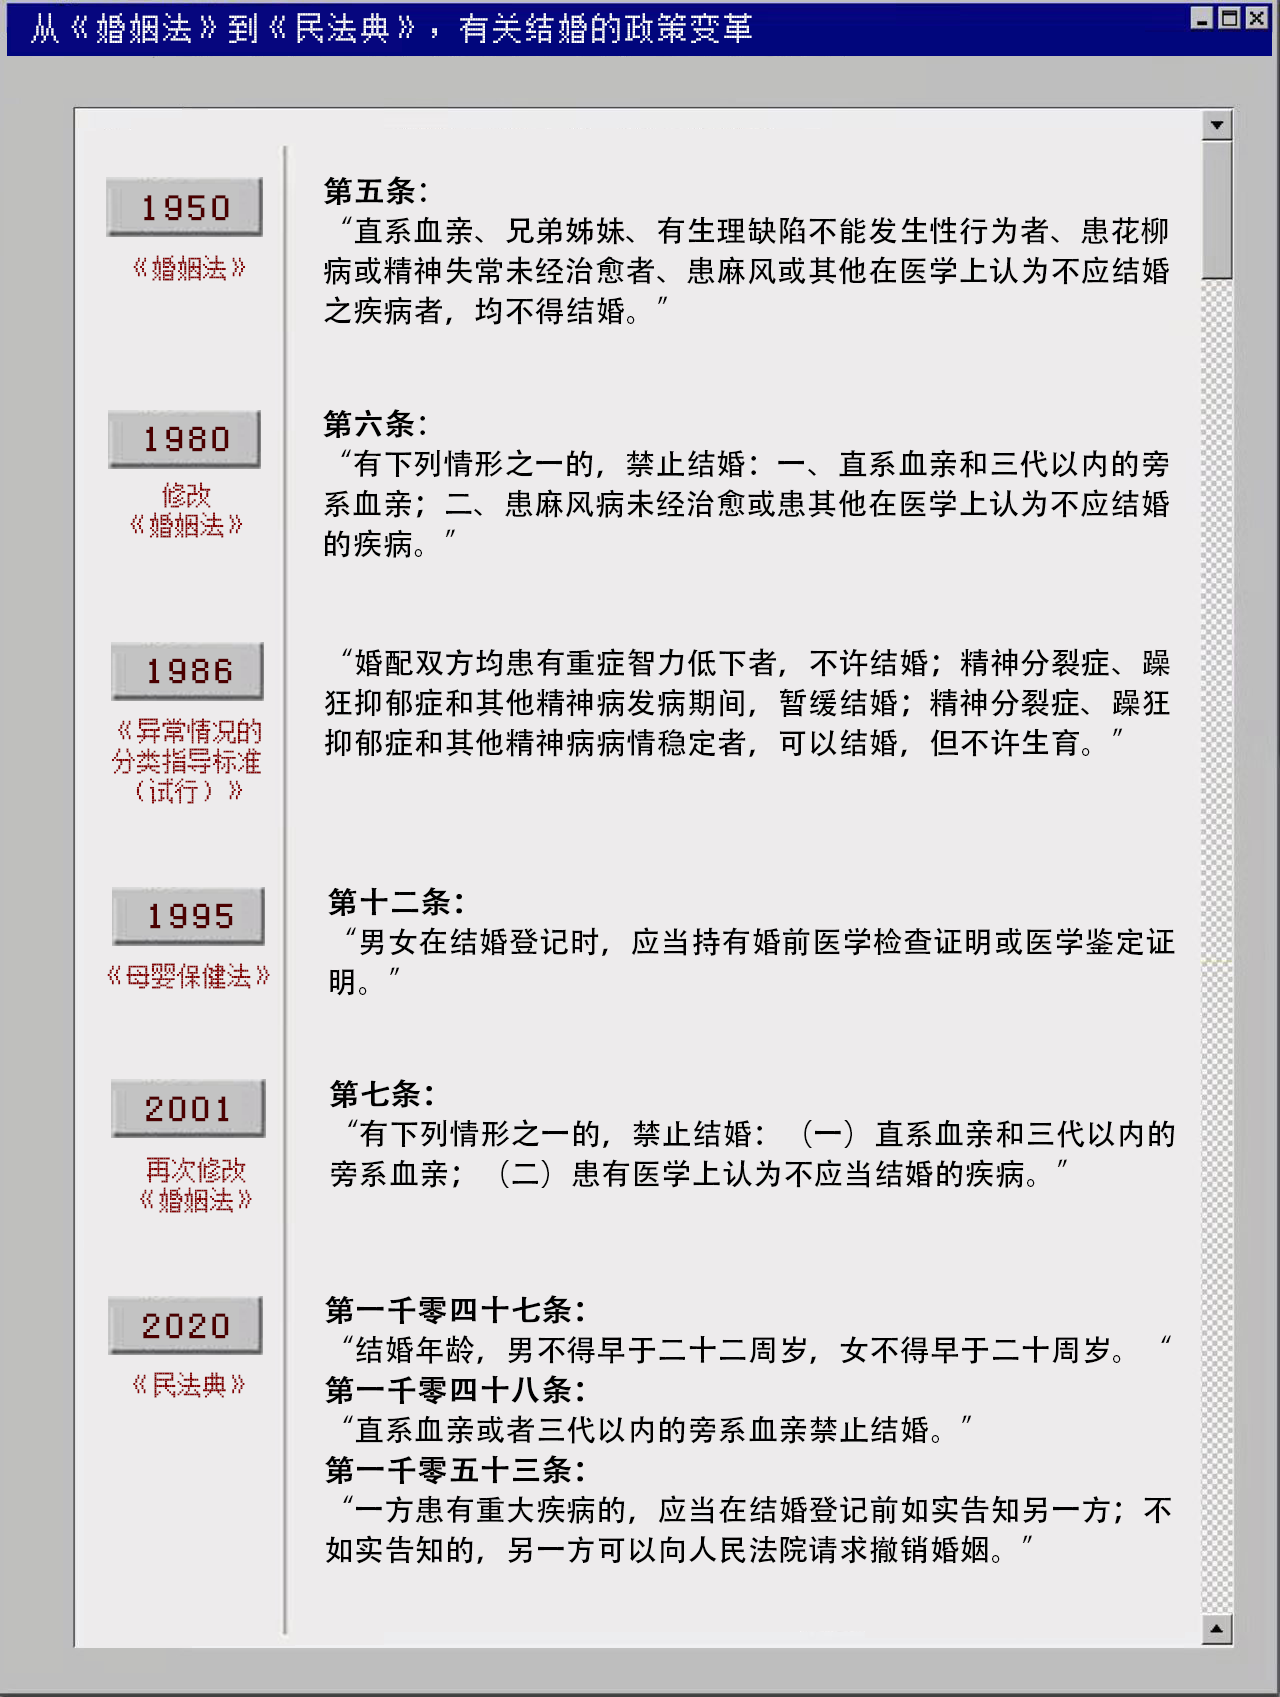 从《婚姻法》到《民法典》，有关结婚的政策变革
1950
《婚姻法》
第五条：
“直系血亲、兄弟姊妹、有生理缺陷不能发生性行为者、患花柳
病或精神失常未经治愈者、患麻风或其他在医学上认为不应结婚
之疾病者，均不得结婚。”
1980
修改
《婚姻法》
第六条：
“有下列情形之一的，禁止结婚：一、直系血亲和三代以内的旁
系血亲；二、患麻风病未经治愈或患其他在医学上认为不应结婚
的疾病。”
1986
《异常情况的
分类指导标准
（试行）》
“婚配双方均患有重症智力低下者，不许结婚；精神分裂症、躁
狂抑郁症和其他精神病发病期间，暂缓结婚；精神分裂症、躁狂
抑郁症和其他精神病病情稳定者，可以结婚，但不许生育。”
1995
《母婴保健法》
第十二条：
“男女在结婚登记时，应当持有婚前医学检查证明或医学鉴定证
明。”
2001
再次修改
《婚姻法》
第七条：
“有下列情形之一的，禁止结婚：（一）直系血亲和三代以内的
旁系血亲；（二）患有医学上认为不应当结婚的疾病。”
2020
《民法典》
第一千零四十七条：
“结婚年龄，男不得早于二十二周岁，女不得早于二十周岁。“
第一千零四十八条：
“直系血亲或者三代以内的旁系血亲禁止结婚。”
第一千零五十三条：
“一方患有重大疾病的，应当在结婚登记前如实告知另一方；不
如实告知的，另一方可以向人民法院请求撤销婚姻。”